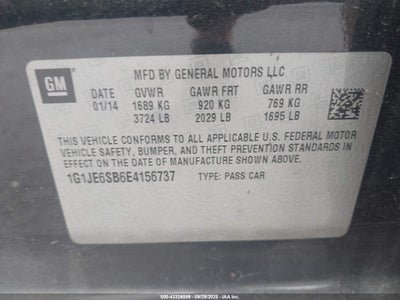 GM
MFD BY GENERAL MOTORS LLC
DATE GVWR GAWR FRT GAWR RR
01/14 1689 KG 920 KG 769 KG
3724 LB 2029 LB 1695 LB
THIS VEHICLE CONFORMS TO ALL APPLICABLE U.S. FEDERAL MOTOR
VEHICLE SAFETY, BUMPER, AND THEFT PREVENTION STANDARDS IN
EFFECT ON THE DATE OF MANUFACTURE SHOWN ABOVE.
1G1JE6SB6E4156737 TYPE: PASS CAR